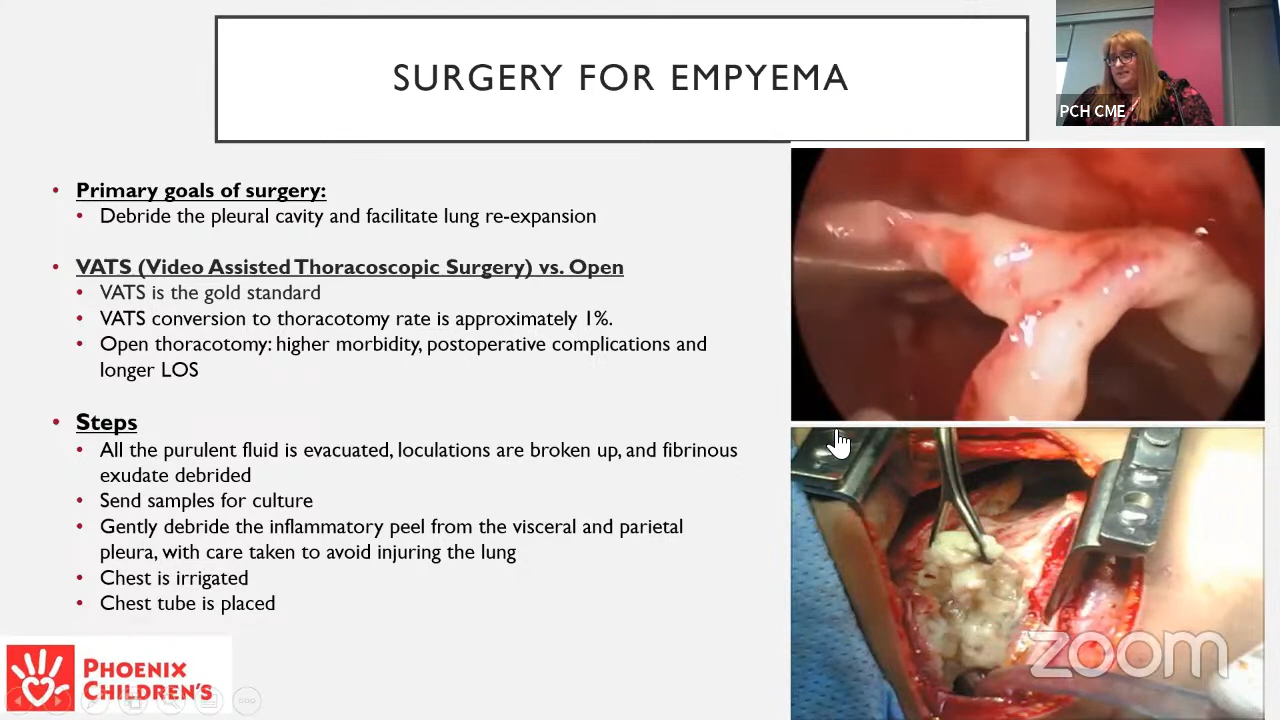 SURGERY FOR EMPYEMA
PCH CME
Primary goals of surgery:
Debride the pleural cavity and facilitate lung re-expansion
VATS (Video Assisted Thoracoscopic Surgery) vs. Open
VATS is the gold standard
VATS conversion to thoracotomy rate is approximately 1%.
Open thoracotomy: higher morbidity, postoperative complications and
longer LOS
Steps
All the purulent fluid is evacuated, loculations are broken up, and fibrinous
exudate debrided
Send samples for culture
Gently debride the inflammatory peel from the visceral and parietal
pleura, with care taken to avoid injuring the lung
Chest is irrigated
Chest tube is placed
PHOENIX
CHILDREN'S
zoom